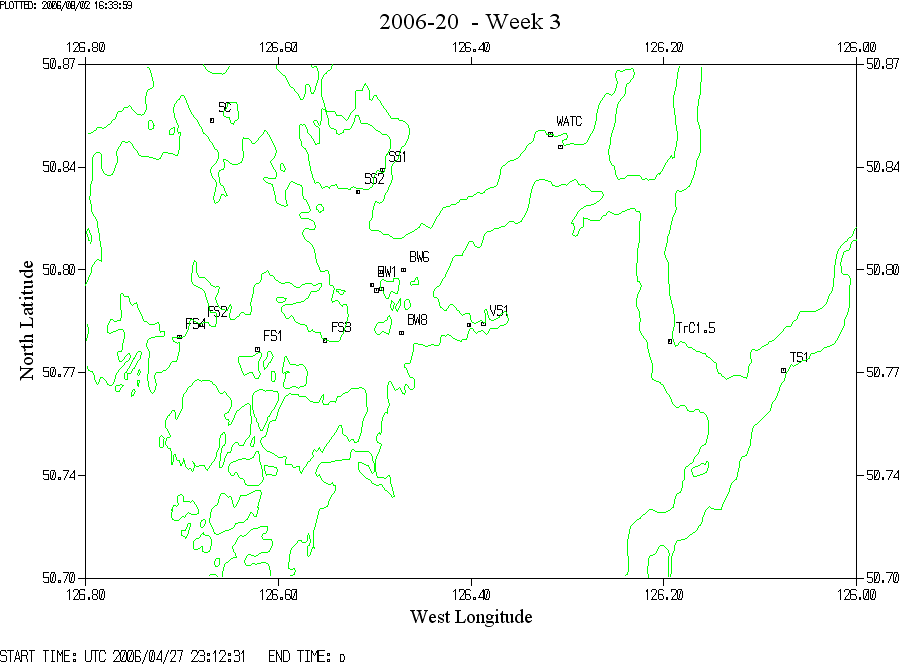 PLOTTED: 2006/08/02 16:33:59
2006-20 - Week 3
126.80 126.60 126.40 126.20 126.00
50.87 50.87
SC
WATC
SS1
50.84 50.84
SS2
BW6
50.80 50.80
BW1
FS2 VS1
FS4 FS3 BW8
FS1 TrC1.5
TS1
50.77 50.77
50.74 50.74
50.70 50.70
126.80 126.60 126.40 126.20 126.00
North Latitude
West Longitude
START TIME: UTC 2006/04/27 23:12:31 END TIME: 0